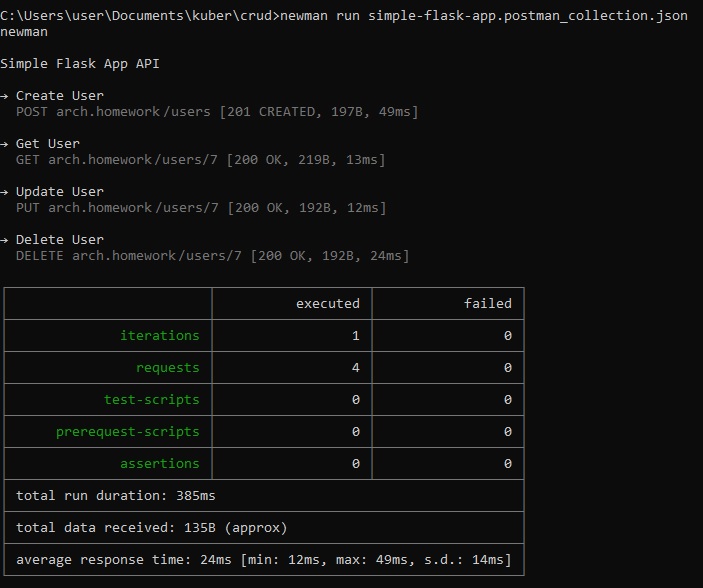 C:\Users\user\Documents\kuber\crud>newman run simple-flask-app.postman_collection.json
newman
Simple Flask App API
→ Create User
POST arch.homework/users [201 CREATED, 197B, 49ms]
→ Get User
GET arch.homework/users/7 [200 OK, 219B, 13ms]
→ Update User
PUT arch.homework/users/7 [200 OK, 192B, 12ms]
→ Delete User
DELETE arch.homework/users/7 [200 OK, 192B, 24ms]
executed failed
iterations 1 0
requests 4 0
test-scripts 0 0
prerequest-scripts 0 0
assertions 0 0
total run duration: 385ms
total data received: 135B (approx)
average response time: 24ms [min: 12ms, max: 49ms, s.d.: 14ms]